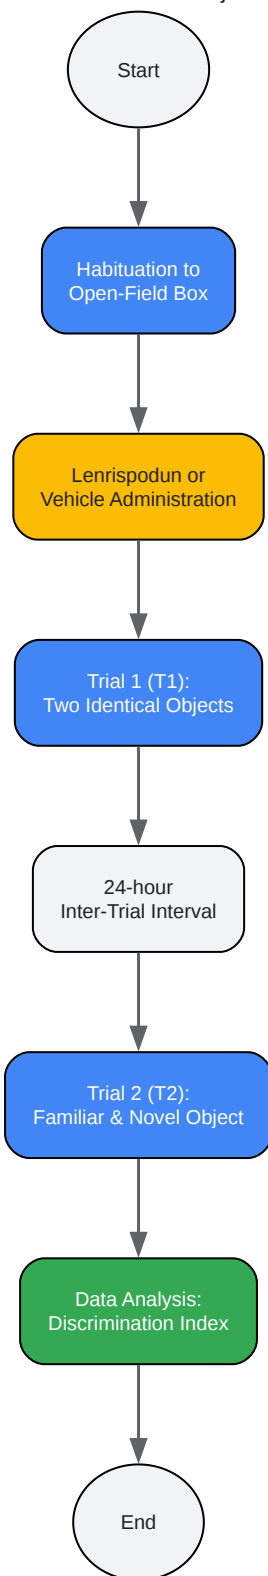 Start
Habituation to
Open-Field Box
Lenrispodun or
Vehicle Administration
Trial 1 (T1):
Two Identical Objects
24-hour
Inter-Trial Interval
Trial 2 (T2):
Familiar & Novel Object
Data Analysis:
Discrimination Index
End